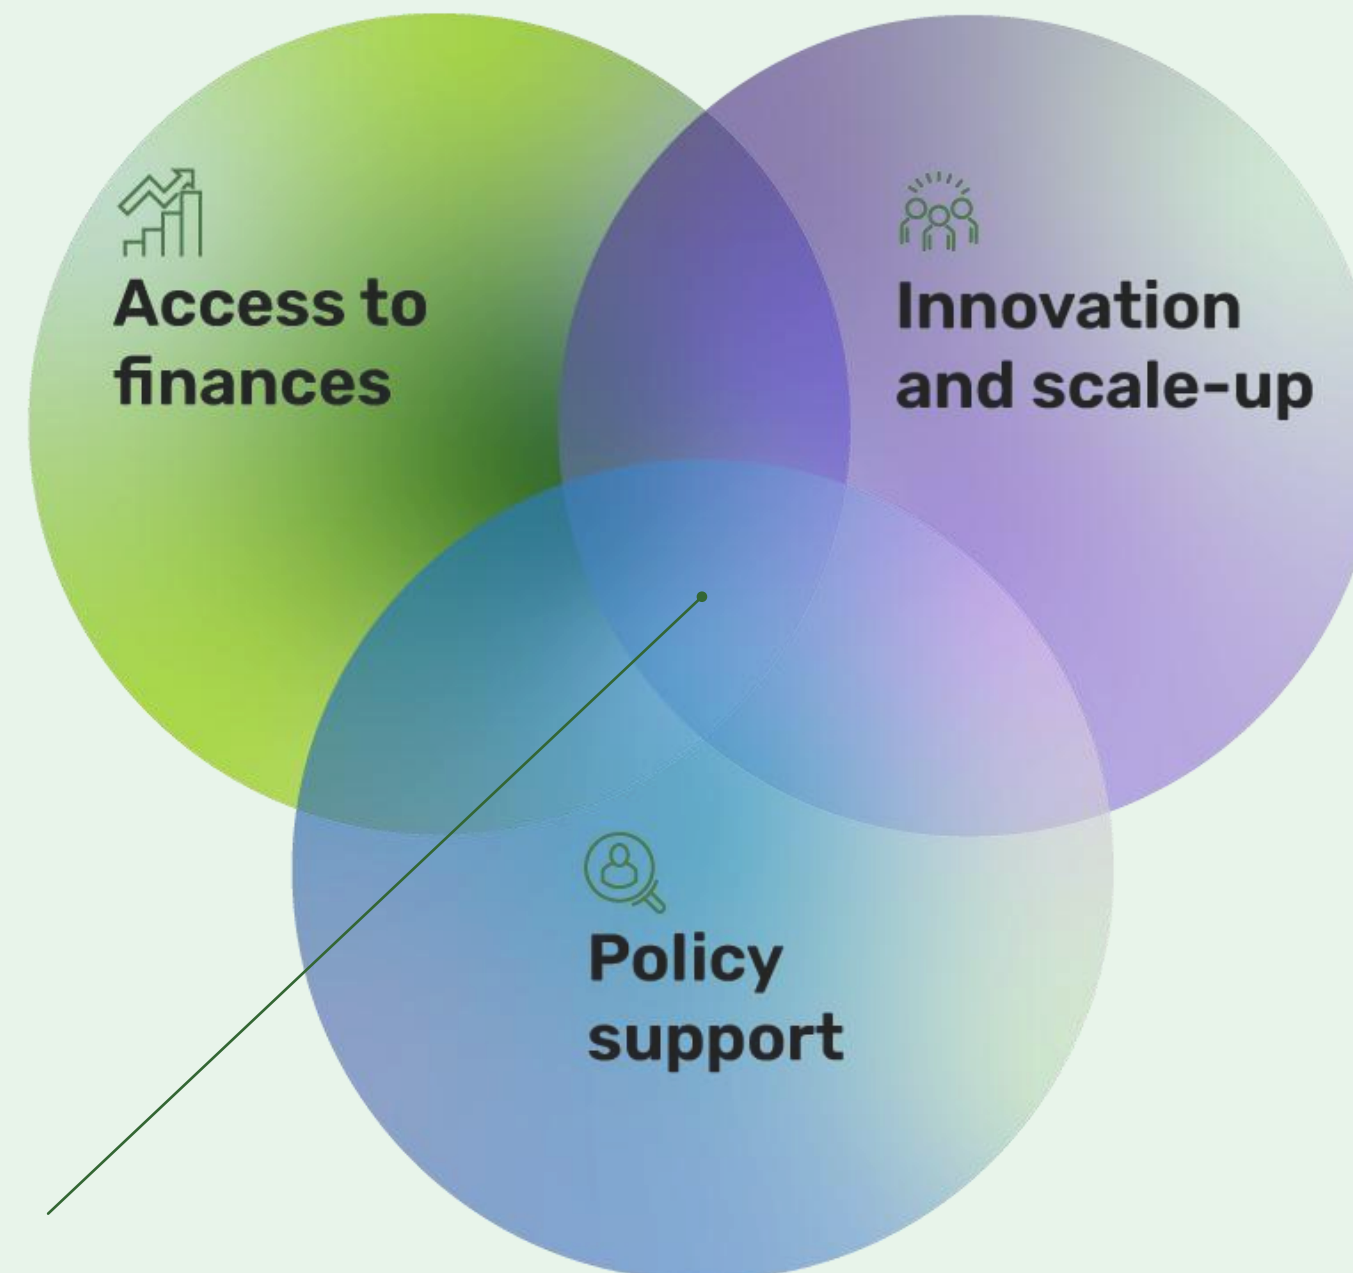 Access to
finances
Innovation
and scale-up
Policy
support